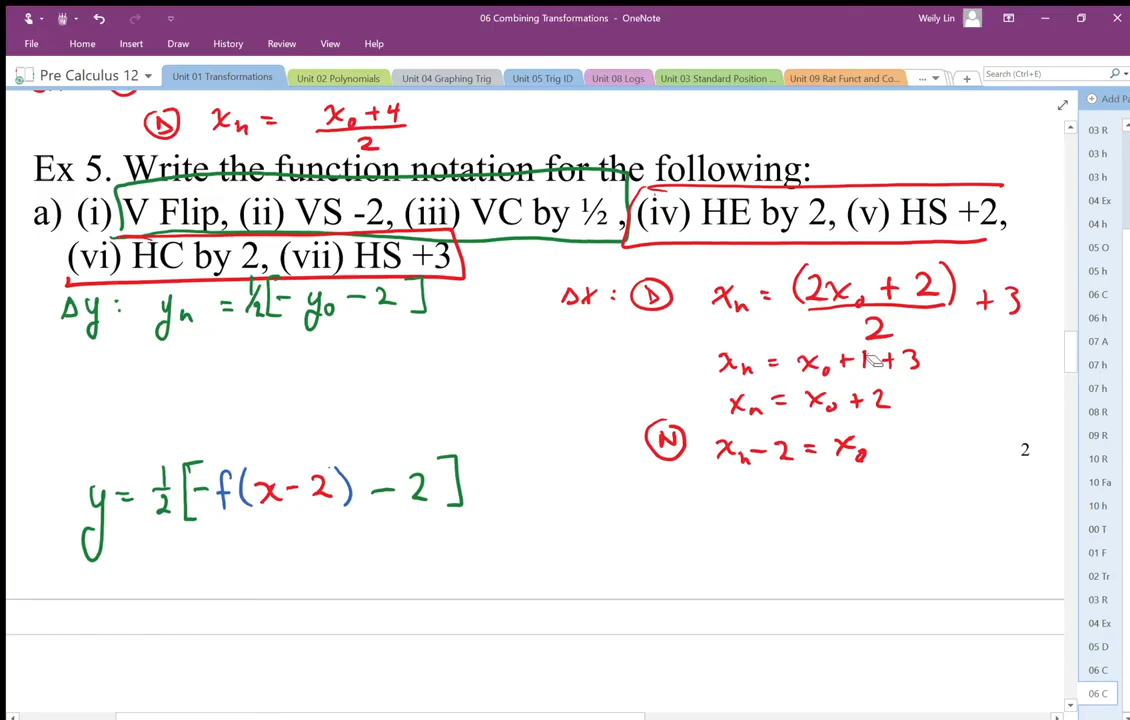 06 Combining Transformations - OneNote
Weily Lin
File Home Insert Draw History Review View Help
Pre Calculus 12
Unit 01 Transformations
Unit 02 Polynomials
Unit 04 Graphing Trig
Unit 05 Trig ID
Unit 08 Logs
Unit 03 Standard Position ...
Unit 09 Rat Funct and Co...
...
Search (Ctrl+E)
Add Pa
03 R
03 h
03 h
04 Ex
04 h
05 O
05 h
06 C
06 h
07 A
07 h
07 h
08 R
09 R
10 R
10 Fa
10 h
00 T
01 F
02 Tr
03 R
04 Ex
05 D
06 C
06 C
D xn = (x0 + 4)/2
Ex 5. Write the function notation for the following:
a) (i) V Flip, (ii) VS -2, (iii) VC by ½ , (iv) HE by 2, (v) HS +2,
(vi) HC by 2, (vii) HS +3
Δy : yn = ½[- y0 - 2]
Δx : D xn = (2x0 + 2)/2 + 3
xn = x0 + 1 + 3
xn = x0 + 2
N xn - 2 = x0
2
y = ½[-f(x-2) - 2]